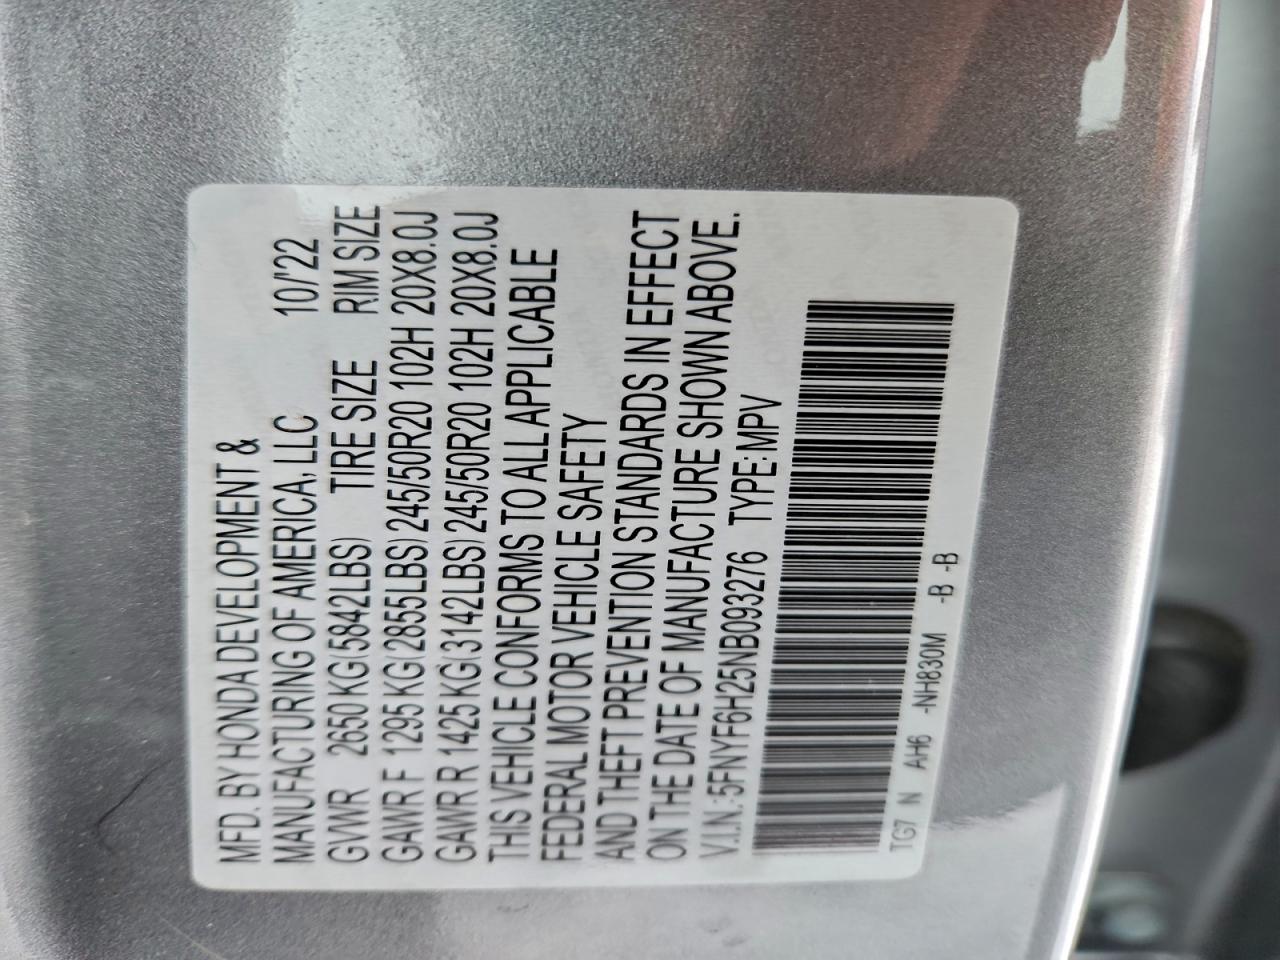 MFD. BY HONDA DEVELOPMENT &
MANUFACTURING OF AMERICA, LLC 10/'22
GVWR 2650 KG(5842LBS) TIRE SIZE RIM SIZE
GAWR F 1295 KG(2855LBS) 245/50R20 102H 20X8.0J
GAWR R 1425 KG(3142LBS) 245/50R20 102H 20X8.0J
THIS VEHICLE CONFORMS TO ALL APPLICABLE
FEDERAL MOTOR VEHICLE SAFETY
AND THEFT PREVENTION STANDARDS IN EFFECT
ON THE DATE OF MANUFACTURE SHOWN ABOVE.
V.I.N.:5FNYF6H25NB093276 TYPE:MPV
TG7 N AH6 -NH830M -B -B